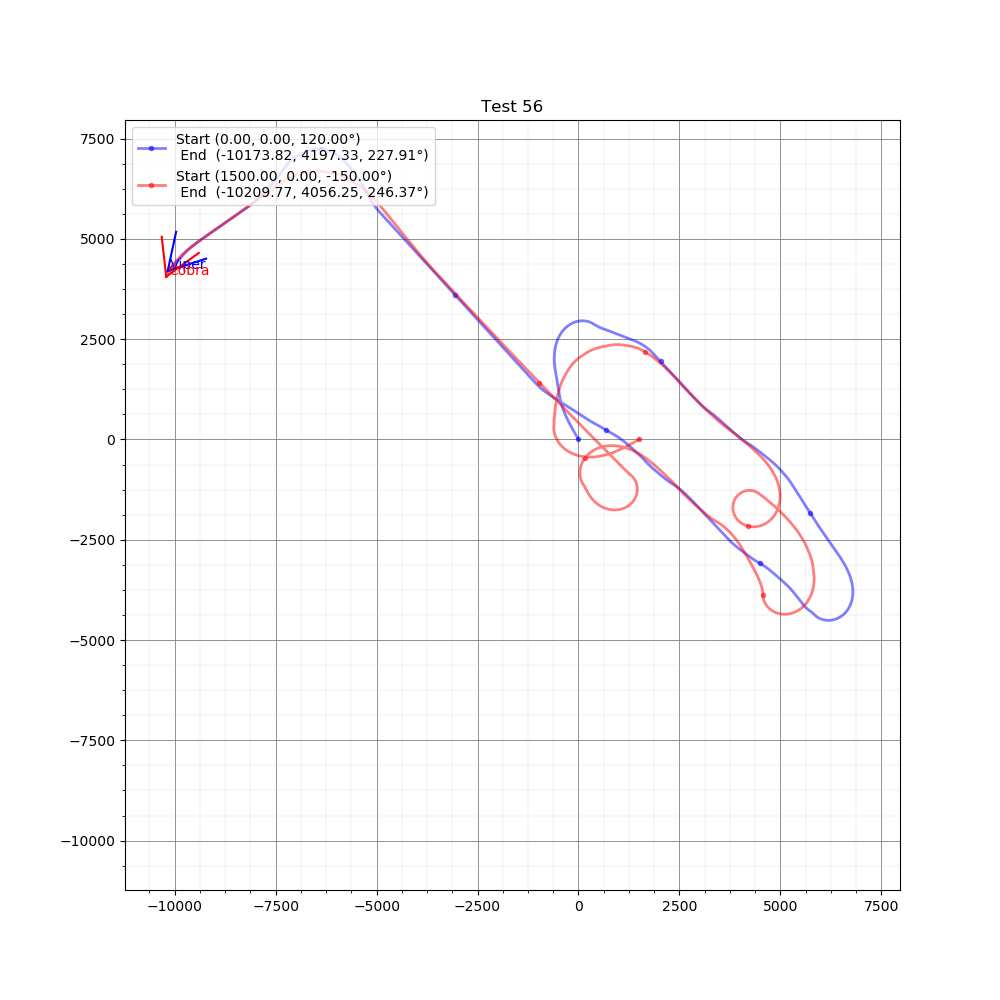 Test 56
Start (0.00, 0.00, 120.00°)
End (-10173.82, 4197.33, 227.91°)
Start (1500.00, 0.00, -150.00°)
End (-10209.77, 4056.25, 246.37°)
7500
5000
2500
0
−2500
−5000
−7500
−10000
Cobra
−10000 −7500 −5000 −2500 0 2500 5000 7500